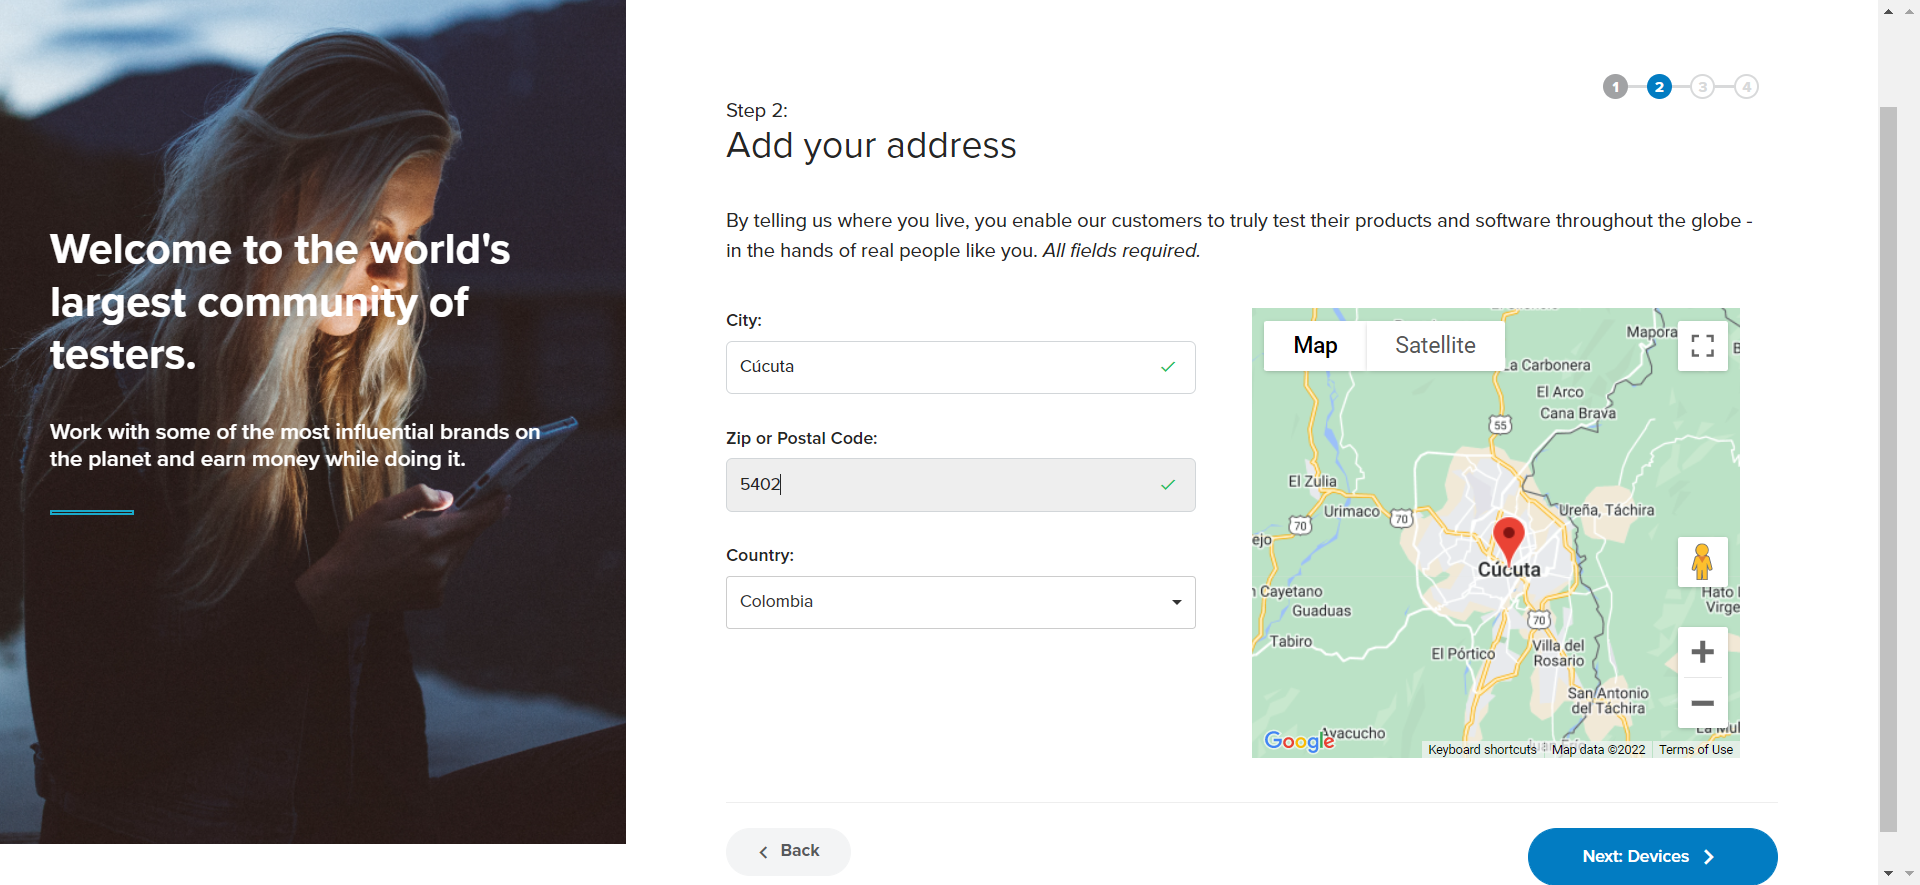 Welcome to the world's
largest community of
testers.
Work with some of the most influential brands on
the planet and earn money while doing it.
1 2 3 4
Step 2:
Add your address
By telling us where you live, you enable our customers to truly test their products and software throughout the globe -
in the hands of real people like you. All fields required.
City:
Cúcuta
Zip or Postal Code:
5402
Country:
Colombia
Map
Satellite
Mapora
La Carbonera
El Arco
Cana Brava
55
El Zulia
Urimaco
70
70
Ureña, Táchira
ejo
Cúcuta
Cayetano
Guaduas
Hato
Virge
70
Tabiro
El Pórtico
Villa del
Rosario
San Antonio
del Táchira
La Mul
Ayacucho
Google
Keyboard shortcuts
Map data ©2022
Terms of Use
Back
Next: Devices